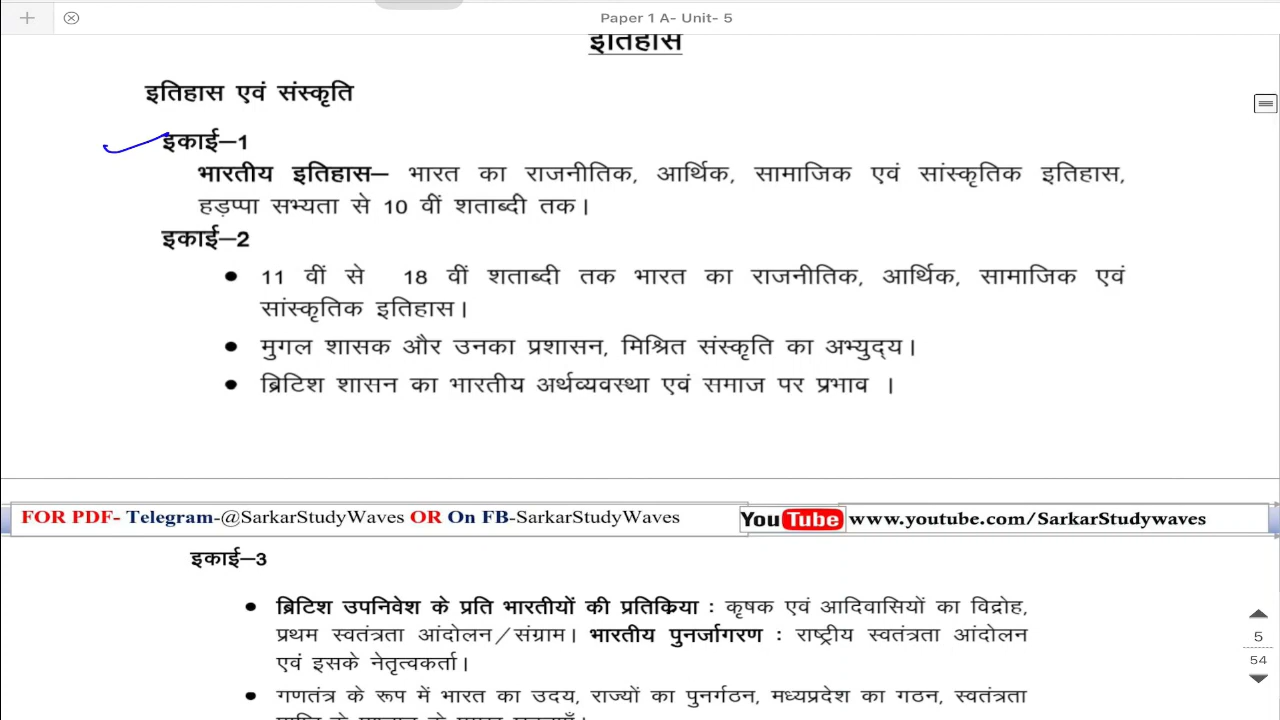 Paper 1 A- Unit- 5
इतिहास
इतिहास एवं संस्कृति
इकाई–1
भारतीय इतिहास– भारत का राजनीतिक, आर्थिक, सामाजिक एवं सांस्कृतिक इतिहास,
हड़प्पा सभ्यता से 10 वीं शताब्दी तक।
इकाई–2
● 11 वीं से 18 वीं शताब्दी तक भारत का राजनीतिक, आर्थिक, सामाजिक एवं
सांस्कृतिक इतिहास।
● मुगल शासक और उनका प्रशासन, मिश्रित संस्कृति का अभ्युद्य।
● ब्रिटिश शासन का भारतीय अर्थव्यवस्था एवं समाज पर प्रभाव ।
FOR PDF- Telegram-@SarkarStudyWaves OR On FB-SarkarStudyWaves
YouTube www.youtube.com/SarkarStudywaves
इकाई–3
● ब्रिटिश उपनिवेश के प्रति भारतीयों की प्रतिक्रिया : कृषक एवं आदिवासियों का विद्रोह,
प्रथम स्वतंत्रता आंदोलन/संग्राम। भारतीय पुनर्जागरण : राष्ट्रीय स्वतंत्रता आंदोलन
एवं इसके नेतृत्वकर्ता।
● गणतंत्र के रूप में भारत का उदय, राज्यों का पुनर्गठन, मध्यप्रदेश का गठन, स्वतंत्रता
5
54